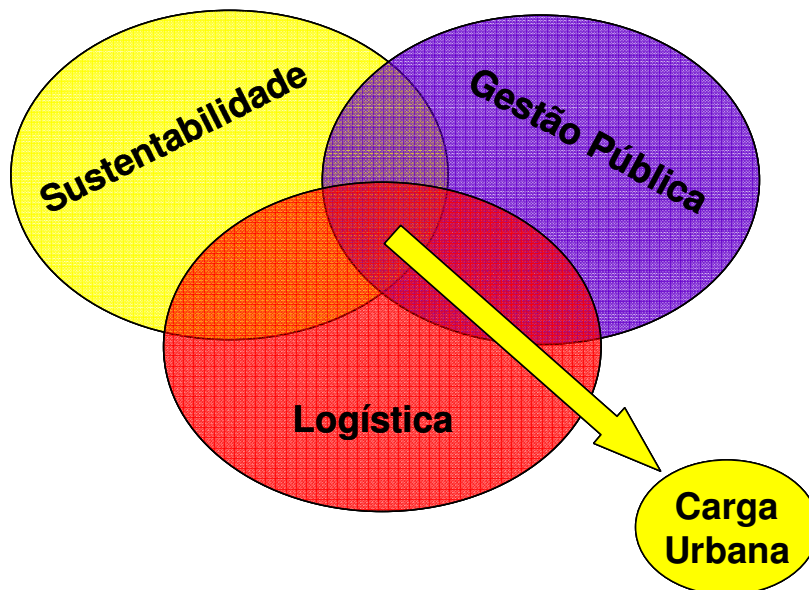 Sustentabilidade
Gestão Pública
Logística
Carga
Urbana